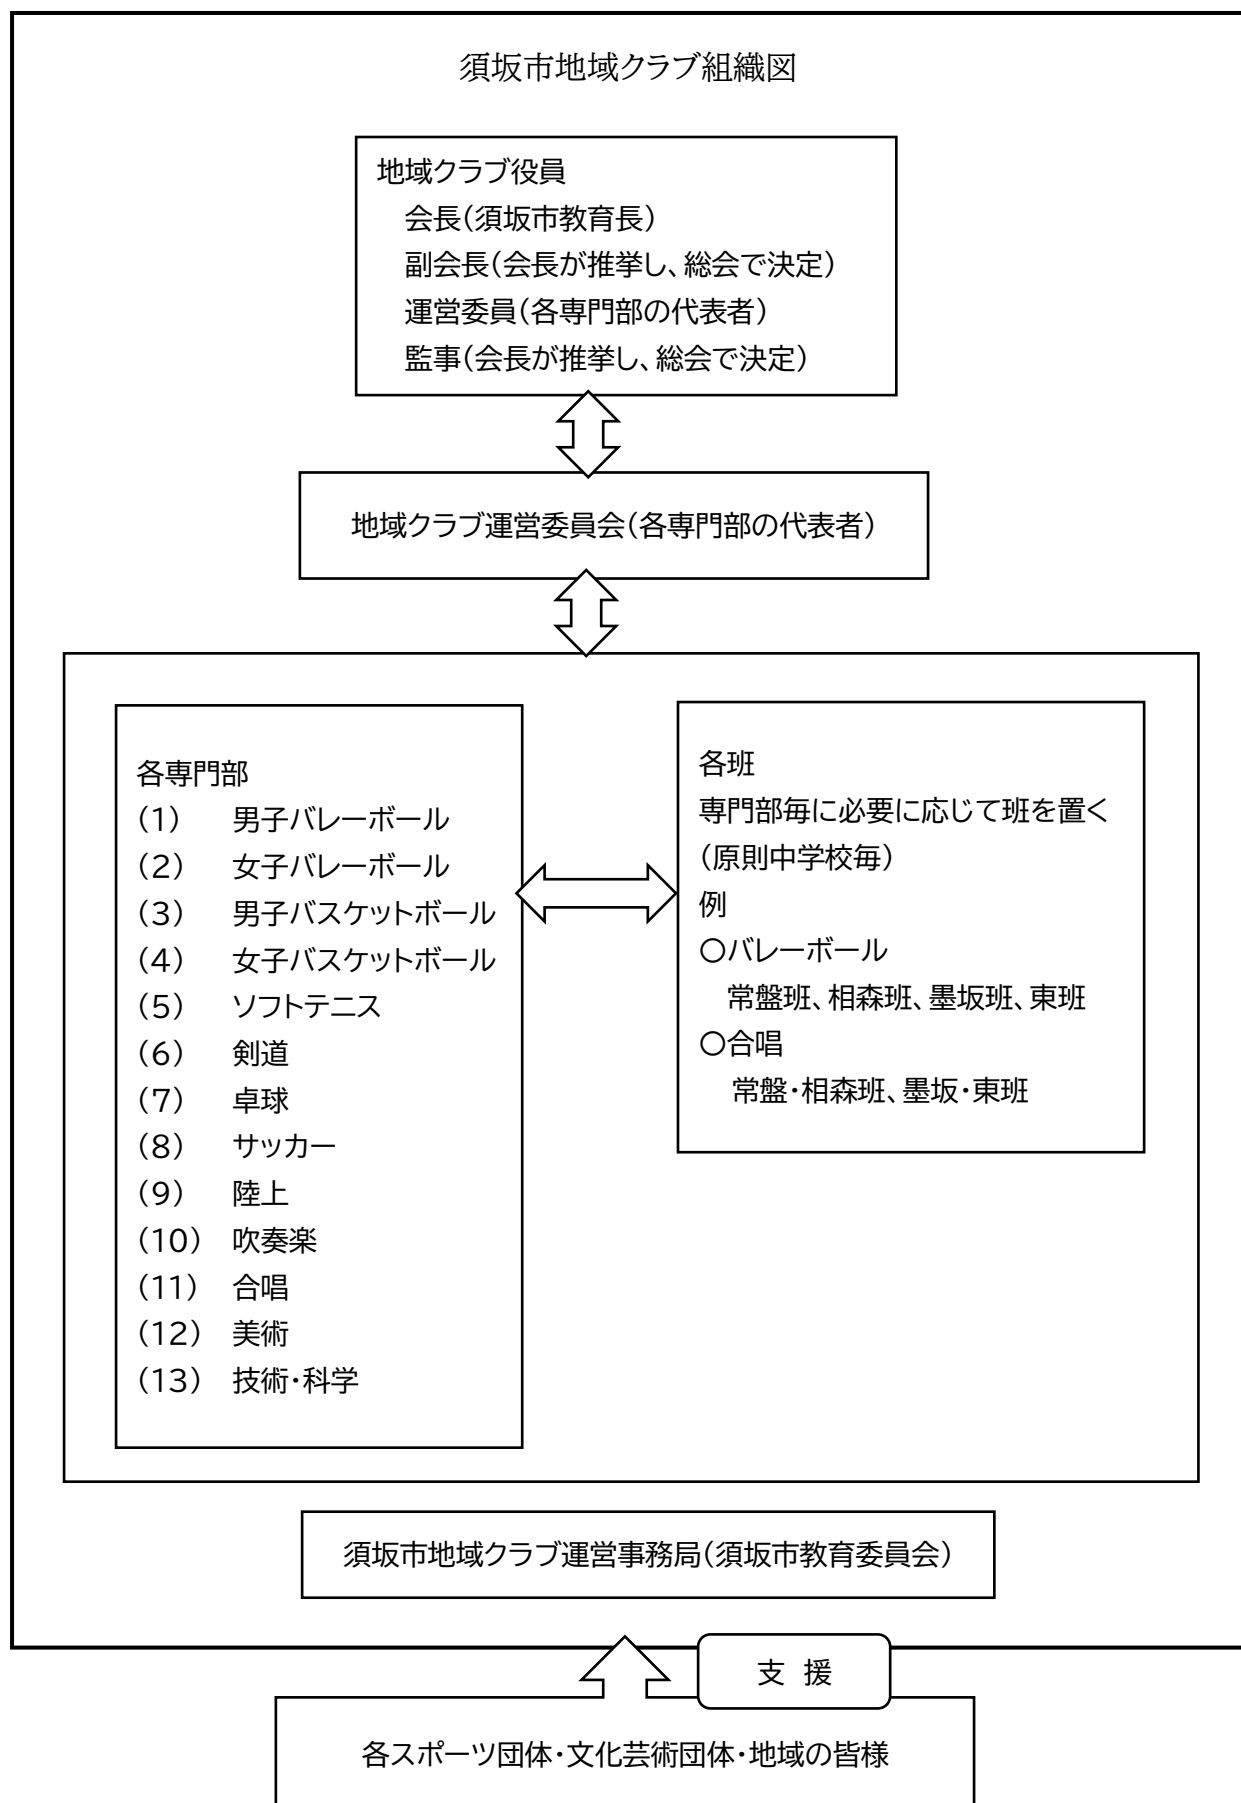 須坂市地域クラブ組織図
地域クラブ役員
会長(須坂市教育長)
副会長(会長が推挙し、総会で決定)
運営委員(各専門部の代表者)
監事(会長が推挙し、総会で決定)
地域クラブ運営委員会(各専門部の代表者)
各専門部
(1) 男子バレーボール
(2) 女子バレーボール
(3) 男子バスケットボール
(4) 女子バスケットボール
(5) ソフトテニス
(6) 剣道
(7) 卓球
(8) サッカー
(9) 陸上
(10) 吹奏楽
(11) 合唱
(12) 美術
(13) 技術・科学
各班
専門部毎に必要に応じて班を置く
(原則中学校毎)
例
〇バレーボール
常盤班、相森班、墨坂班、東班
〇合唱
常盤・相森班、墨坂・東班
須坂市地域クラブ運営事務局(須坂市教育委員会)
支 援
各スポーツ団体・文化芸術団体・地域の皆様